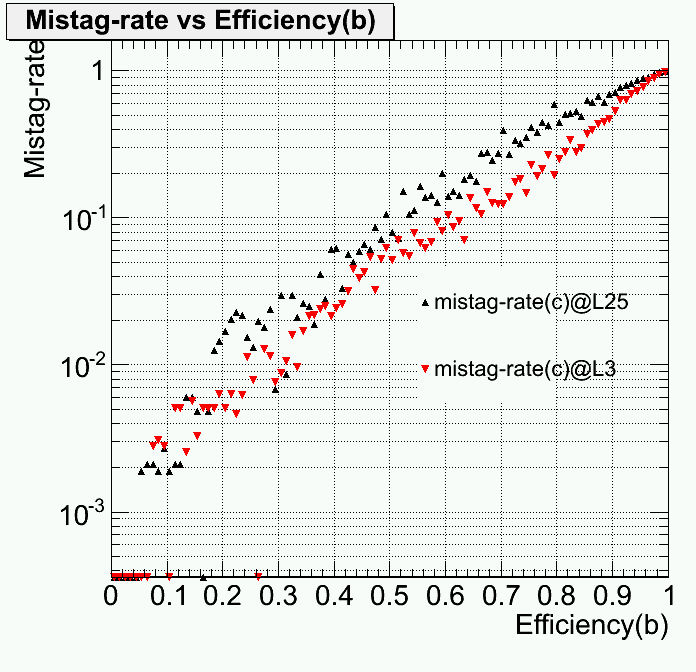 Mistag-rate vs Efficiency(b)
Mistag-rate
1
10-1
10-2
10-3
mistag-rate(c)@L25
mistag-rate(c)@L3
0 0.1 0.2 0.3 0.4 0.5 0.6 0.7 0.8 0.9 1
Efficiency(b)